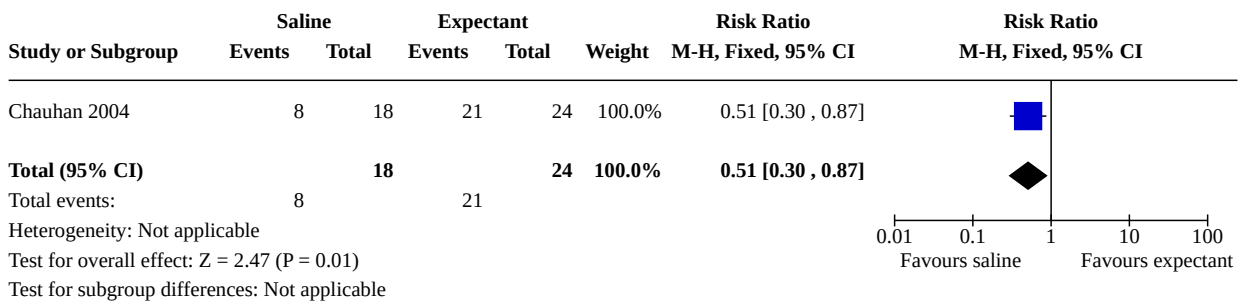 Saline Expectant Risk Ratio Risk Ratio
Study or Subgroup Events Total Events Total Weight M-H, Fixed, 95% CI M-H, Fixed, 95% CI
Chauhan 2004 8 18 21 24 100.0% 0.51 [0.30 , 0.87]
Total (95% CI) 18 24 100.0% 0.51 [0.30 , 0.87]
Total events: 8 21
Heterogeneity: Not applicable 0.01 0.1 1 10 100
Test for overall effect: Z = 2.47 (P = 0.01) Favours saline Favours expectant
Test for subgroup differences: Not applicable